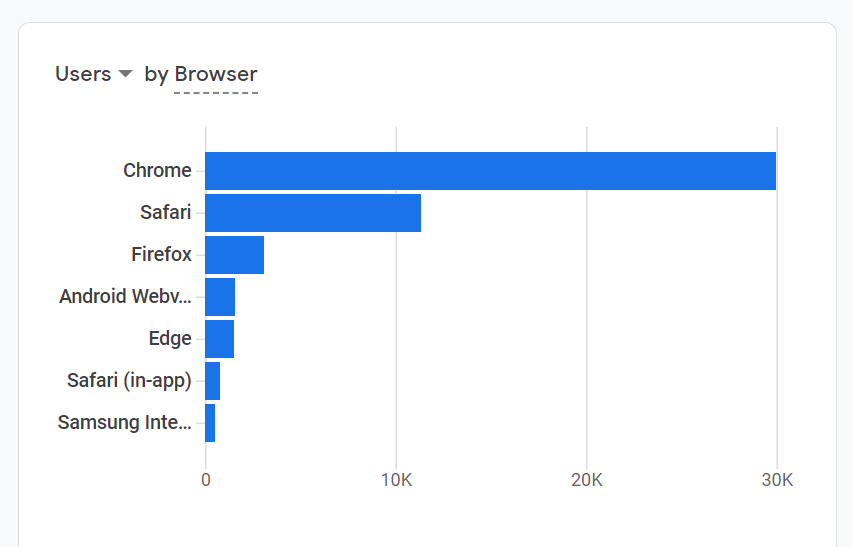 Users by Browser
Chrome
Safari
Firefox
Android Webv...
Edge
Safari (in-app)
Samsung Inte...
0 10K 20K 30K